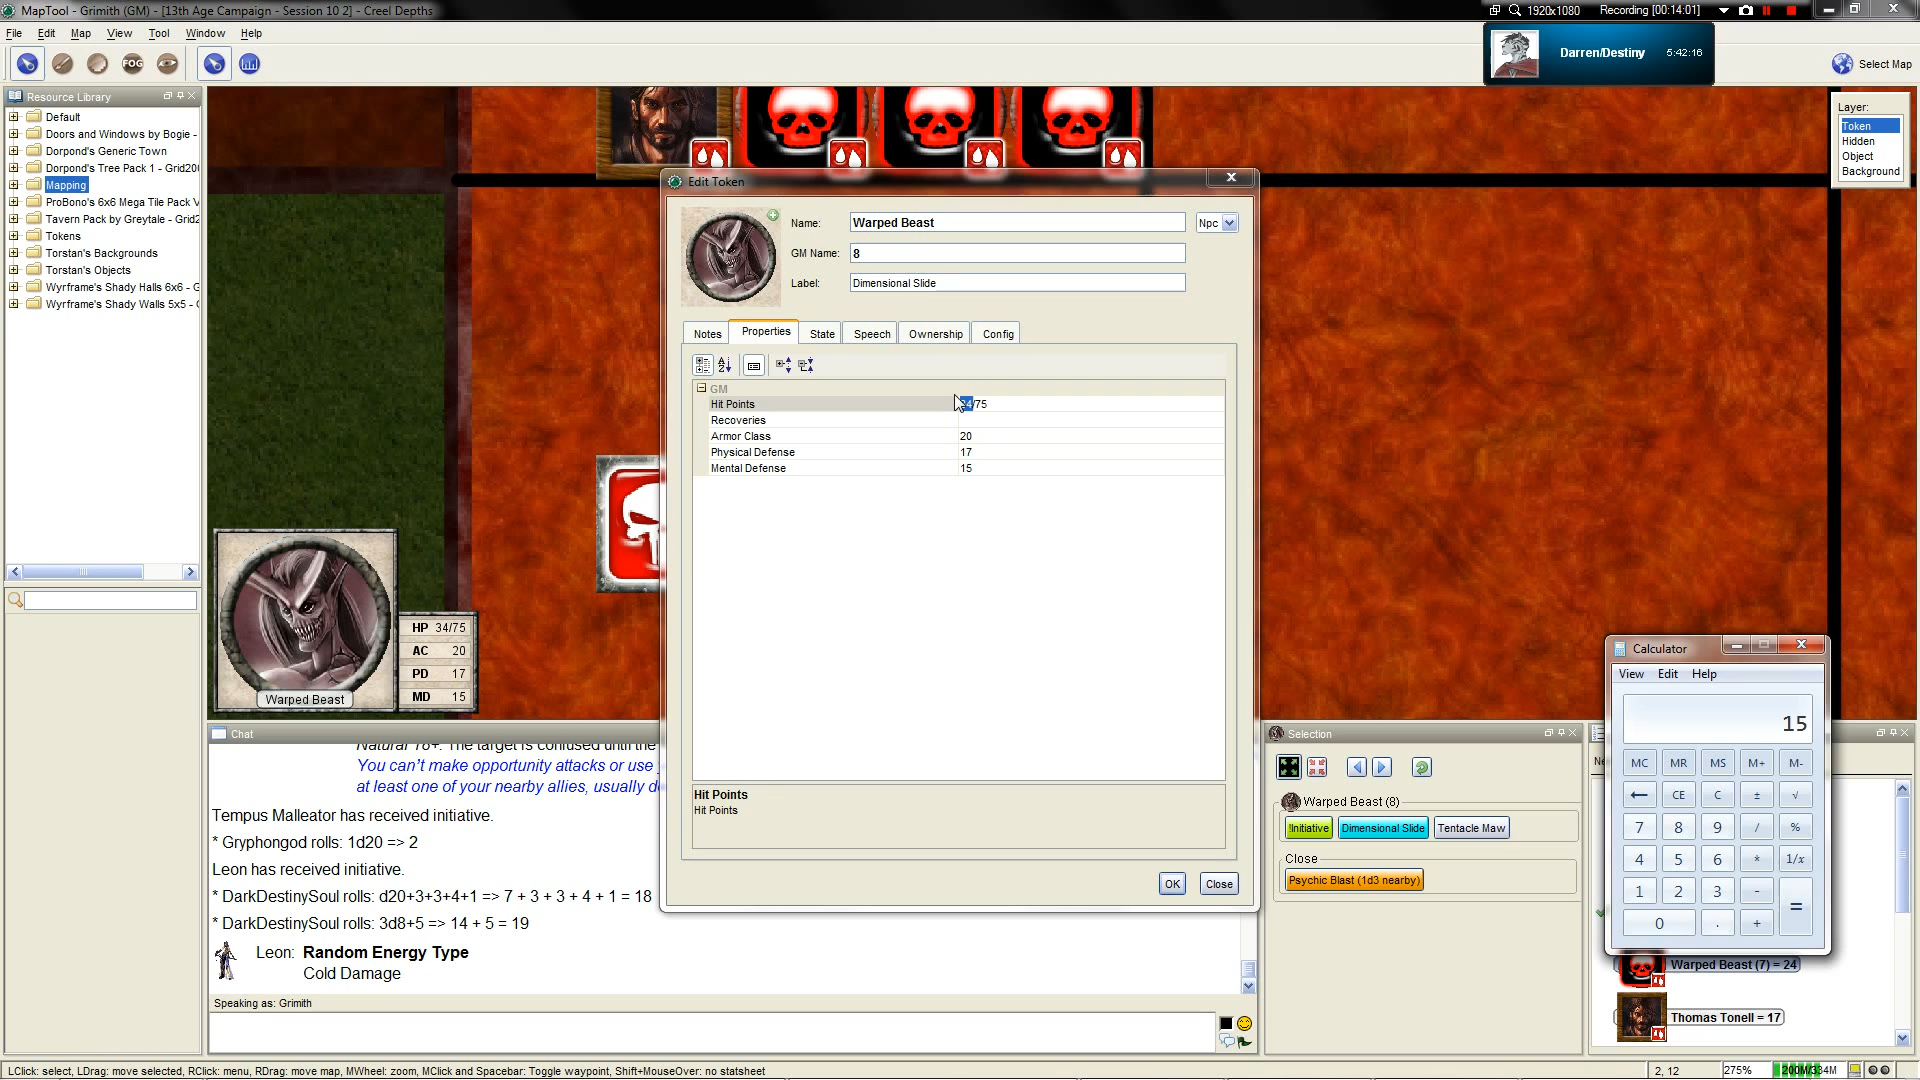 MapTool - Grimith (GM) - [13th Age Campaign - Session 10 2] - Creel Depths
1920x1080
Recording [00:14:01]
File Edit Map View Tool Window Help
Darren/Destiny 5:42:16
FOG
Select Map
Resource Library
Default
Doors and Windows by Bogie -
Dorpond's Generic Town
Dorpond's Tree Pack 1 - Grid20
Mapping
ProBono's 6x6 Mega Tile Pack V
Tavern Pack by Greytale - Grid2
Tokens
Torstan's Backgrounds
Torstan's Objects
Wyrframe's Shady Halls 6x6 - G
Wyrframe's Shady Walls 5x5 -
Layer:
Token
Hidden
Object
Background
Edit Token
Name: Warped Beast Npc
GM Name: 8
Label: Dimensional Slide
Notes Properties State Speech Ownership Config
GM
Hit Points 4/75
Recoveries
Armor Class 20
Physical Defense 17
Mental Defense 15
Hit Points
Hit Points
OK Close
HP 34/75
AC 20
PD 17
MD 15
Warped Beast
Chat
Natural 16+: The target is confused until the
You can't make opportunity attacks or use
at least one of your nearby allies, usually d
Tempus Malleator has received initiative.
* Gryphongod rolls: 1d20 => 2
Leon has received initiative.
* DarkDestinySoul rolls: d20+3+3+4+1 => 7 + 3 + 3 + 4 + 1 = 18
* DarkDestinySoul rolls: 3d8+5 => 14 + 5 = 19
Leon: Random Energy Type
Cold Damage
Speaking as: Grimith
Selection
Warped Beast (8)
!Initiative Dimensional Slide Tentacle Maw
Close
Psychic Blast (1d3 nearby)
Calculator
View Edit Help
15
MC MR MS M+ M-
← CE C ± √
7 8 9 / %
4 5 6 * 1/x
1 2 3 - =
0 . +
Ne
Warped Beast (7) = 24
Thomas Tonell = 17
LClick: select, LDrag: move selected, RClick: menu, RDrag: move map, MWheel: zoom, MClick and Spacebar: Toggle waypoint, Shift+MouseOver: no statsheet
2, 12
275%
200M/334M